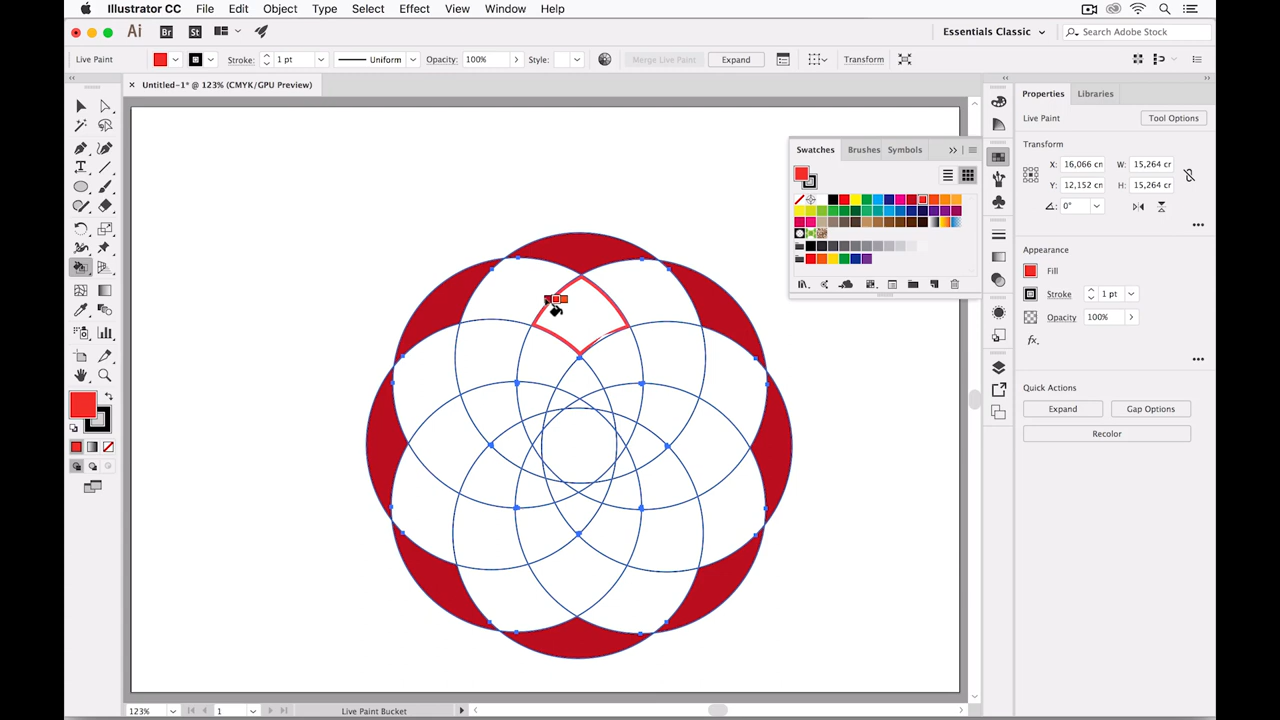 Illustrator CC File Edit Object Type Select Effect View Window Help
Ai Br St Essentials Classic Search Adobe Stock
Live Paint Stroke: 1 pt Uniform Opacity: 100% Style: Merge Live Paint Expand Transform
× Untitled-1* @ 123% (CMYK/GPU Preview)
Properties Libraries
Live Paint Tool Options
Transform
X: 16,066 cm W: 15,264 cm
Y: 12,152 cm H: 15,264 cm
0°
Swatches Brushes Symbols
Appearance
Fill
Stroke 1 pt
Opacity 100%
fx.
Quick Actions
Expand Gap Options
Recolor
123% 1 Live Paint Bucket